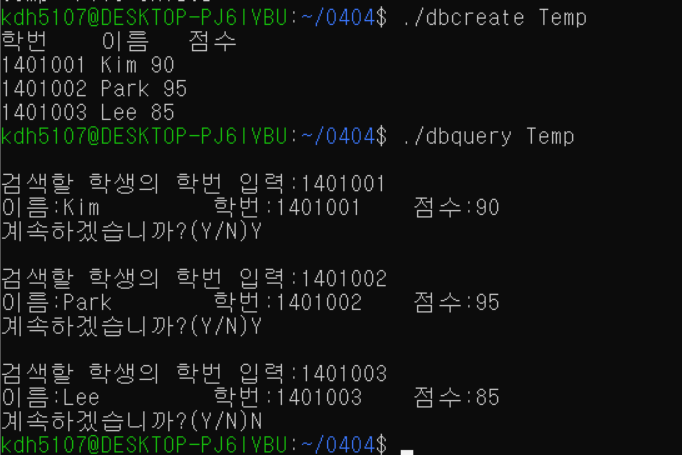 kdh5107@DESKTOP-PJ6IVBU:~/0404$ ./dbcreate Temp
학번 이름 점수
1401001 Kim 90
1401002 Park 95
1401003 Lee 85
kdh5107@DESKTOP-PJ6IVBU:~/0404$ ./dbquery Temp
검색할 학생의 학번 입력:1401001
이름:Kim 학번:1401001 점수:90
계속하겠습니까?(Y/N)Y
검색할 학생의 학번 입력:1401002
이름:Park 학번:1401002 점수:95
계속하겠습니까?(Y/N)Y
검색할 학생의 학번 입력:1401003
이름:Lee 학번:1401003 점수:85
계속하겠습니까?(Y/N)N
kdh5107@DESKTOP-PJ6IVBU:~/0404$